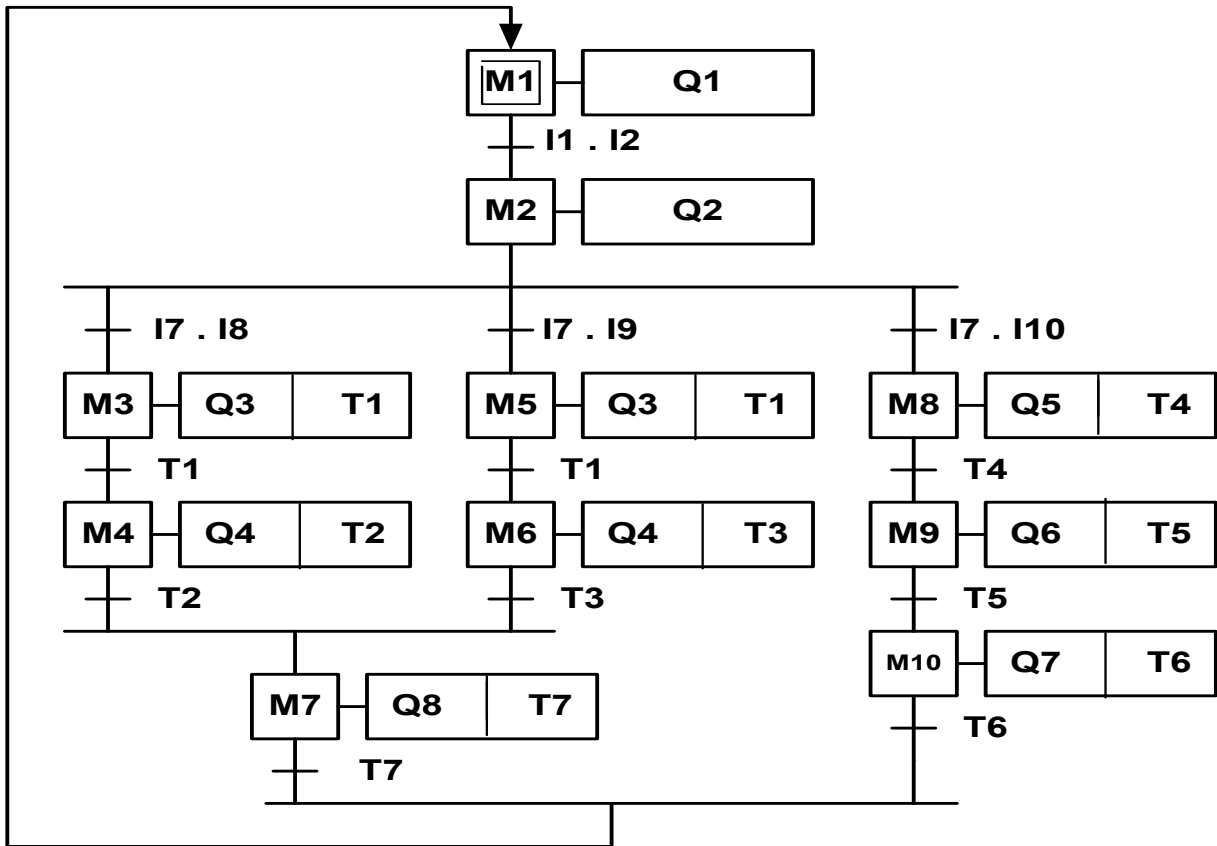 M1 Q1
I1 . I2
M2 Q2
I7 . I8 I7 . I9 I7 . I10
M3 Q3 T1 M5 Q3 T1 M8 Q5 T4
T1 T1 T4
M4 Q4 T2 M6 Q4 T3 M9 Q6 T5
T2 T3 T5
M10 Q7 T6
M7 Q8 T7
T6
T7